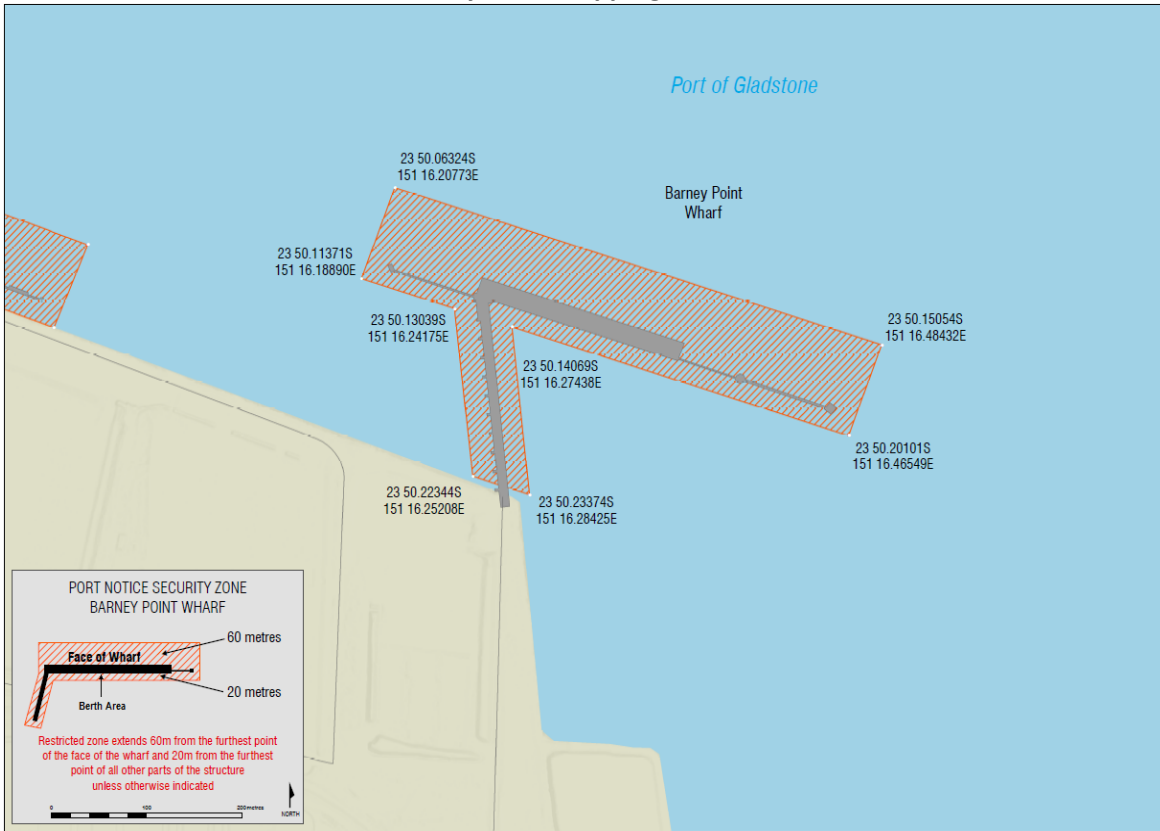 Port of Gladstone
23 50.06324S
151 16.20773E
Barney Point
Wharf
23 50.11371S
151 16.18890E
23 50.13039S
151 16.24175E
23 50.15054S
151 16.48432E
23 50.14069S
151 16.27438E
23 50.20101S
151 16.46549E
23 50.22344S
151 16.25208E
23 50.23374S
151 16.28425E
PORT NOTICE SECURITY ZONE
BARNEY POINT WHARF
60 metres
Face of Wharf
20 metres
Berth Area
Restricted zone extends 60m from the furthest point
of the face of the wharf and 20m from the furthest
point of all other parts of the structure
unless otherwise indicated
0 100 200metres
NORTH